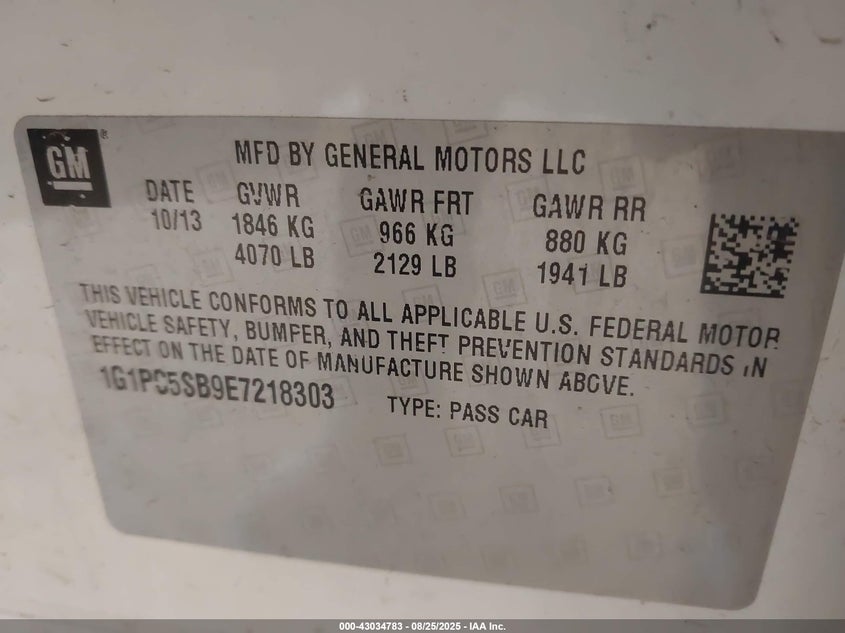 GM ®
MFD BY GENERAL MOTORS LLC
DATE GVWR GAWR FRT GAWR RR
10/13 1846 KG 966 KG 880 KG
4070 LB 2129 LB 1941 LB
THIS VEHICLE CONFORMS TO ALL APPLICABLE U.S. FEDERAL MOTOR
VEHICLE SAFETY, BUMPER, AND THEFT PREVENTION STANDARDS IN
EFFECT ON THE DATE OF MANUFACTURE SHOWN ABOVE.
1G1PC5SB9E7218303 TYPE: PASS CAR
000-43034783 - 08/25/2025 - IAA Inc.